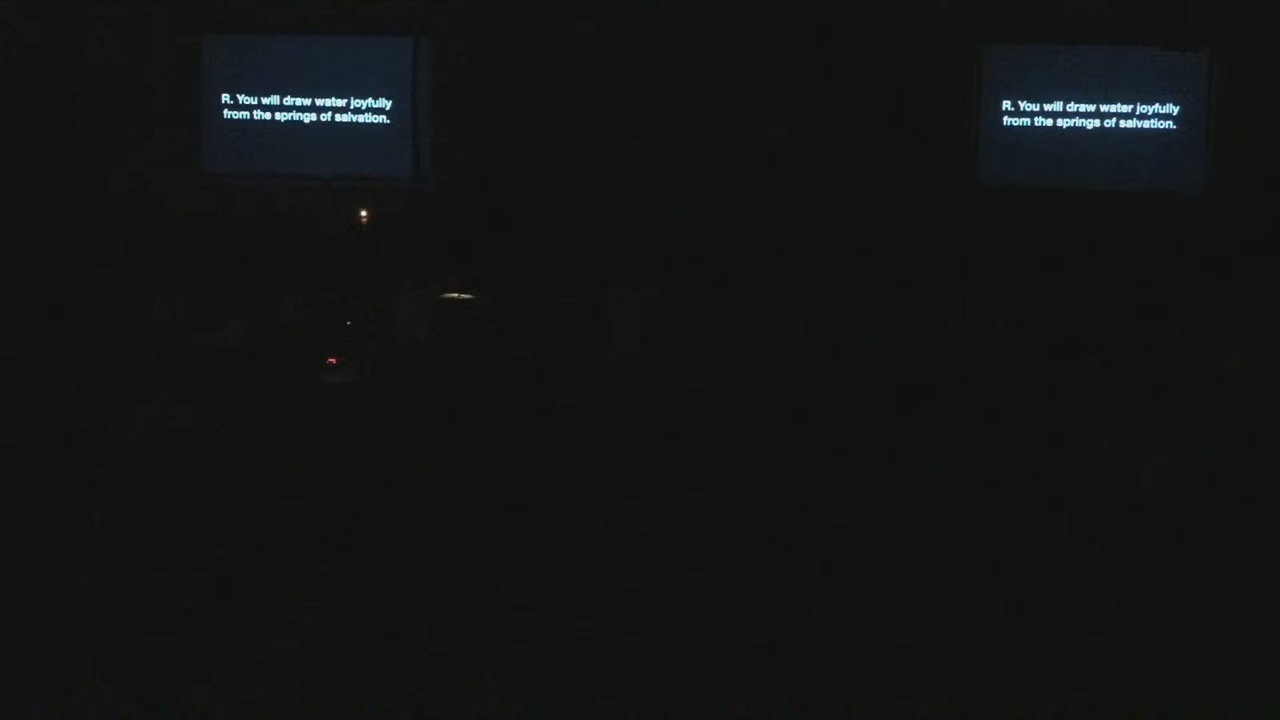 R. You will draw water joyfully
from the springs of salvation.
R. You will draw water joyfully
from the springs of salvation.